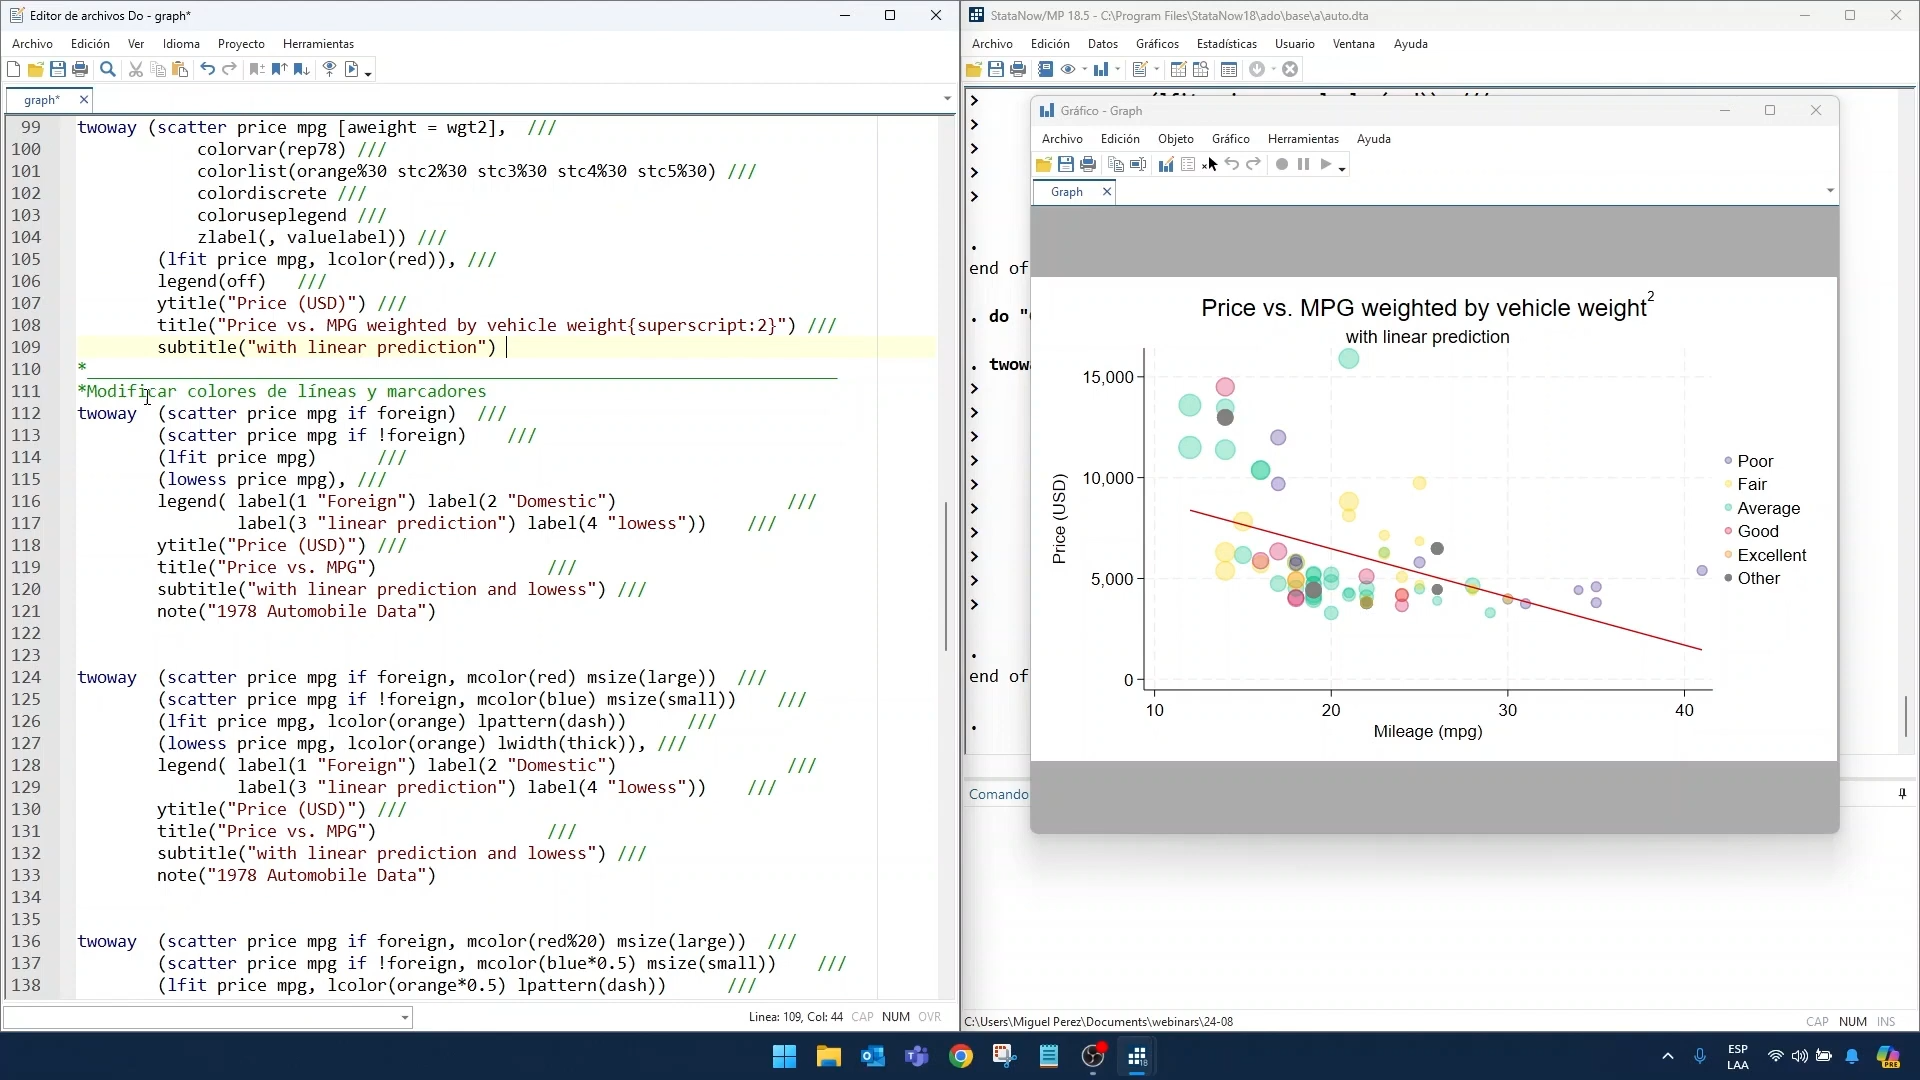 Editor de archivos Do - graph*
Archivo Edición Ver Idioma Proyecto Herramientas
graph*
99 twoway (scatter price mpg [aweight = wgt2], ///
100 colorvar(rep78) ///
101 colorlist(orange%30 stc2%30 stc3%30 stc4%30 stc5%30) ///
102 colordiscrete ///
103 coloruseplegend ///
104 zlabel(, valuelabel)) ///
105 (lfit price mpg, lcolor(red)), ///
106 legend(off) ///
107 ytitle("Price (USD)") ///
108 title("Price vs. MPG weighted by vehicle weight{superscript:2}") ///
109 subtitle("with linear prediction")
110 *
111 *Modificar colores de líneas y marcadores
112 twoway (scatter price mpg if foreign) ///
113 (scatter price mpg if !foreign) ///
114 (lfit price mpg) ///
115 (lowess price mpg), ///
116 legend( label(1 "Foreign") label(2 "Domestic") ///
117 label(3 "linear prediction") label(4 "lowess")) ///
118 ytitle("Price (USD)") ///
119 title("Price vs. MPG") ///
120 subtitle("with linear prediction and lowess") ///
121 note("1978 Automobile Data")
122
123
124 twoway (scatter price mpg if foreign, mcolor(red) msize(large)) ///
125 (scatter price mpg if !foreign, mcolor(blue) msize(small)) ///
126 (lfit price mpg, lcolor(orange) lpattern(dash)) ///
127 (lowess price mpg, lcolor(orange) lwidth(thick)), ///
128 legend( label(1 "Foreign") label(2 "Domestic") ///
129 label(3 "linear prediction") label(4 "lowess")) ///
130 ytitle("Price (USD)") ///
131 title("Price vs. MPG") ///
132 subtitle("with linear prediction and lowess") ///
133 note("1978 Automobile Data")
134
135
136 twoway (scatter price mpg if foreign, mcolor(red%20) msize(large)) ///
137 (scatter price mpg if !foreign, mcolor(blue*0.5) msize(small)) ///
138 (lfit price mpg, lcolor(orange*0.5) lpattern(dash)) ///
Linea: 109, Col: 44 CAP NUM OVR
StataNow/MP 18.5 - C:\Program Files\StataNow18\ado\base\a\auto.dta
Archivo Edición Datos Gráficos Estadísticas Usuario Ventana Ayuda
>
>
>
>
>
.
end of
. do "
. twow
>
>
>
>
>
>
>
>
>
>
.
end of
.
Comando
C:\Users\Miguel Perez\Documents\webinars\24-08
CAP NUM INS
Gráfico - Graph
Archivo Edición Objeto Gráfico Herramientas Ayuda
Graph
Price vs. MPG weighted by vehicle weight2
with linear prediction
15,000
10,000
5,000
0
Price (USD)
10 20 30 40
Mileage (mpg)
Poor
Fair
Average
Good
Excellent
Other
ESP
LAA
PRE